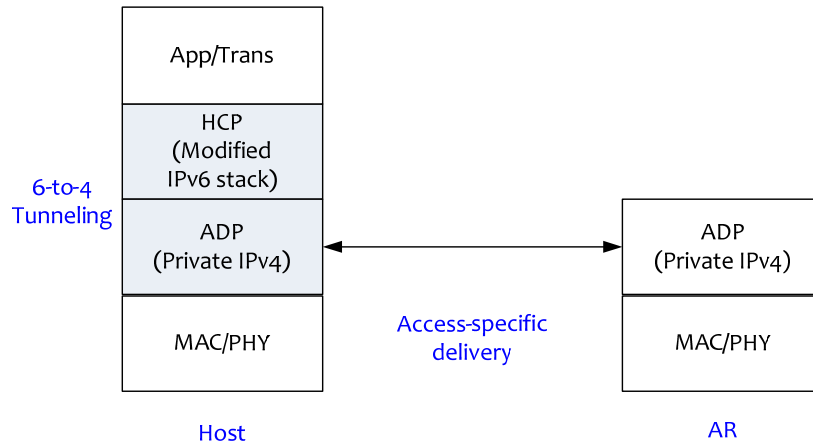 App/Trans
HCP
(Modified
IPv6 stack)
6-to-4
Tunneling
ADP
(Private IPv4)
ADP
(Private IPv4)
MAC/PHY
Access-specific
delivery
MAC/PHY
Host
AR